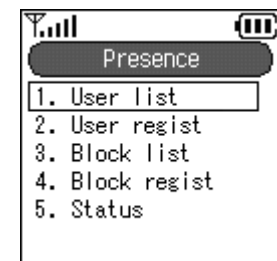 Presence
1. User list
2. User regist
3. Block list
4. Block regist
5. Status